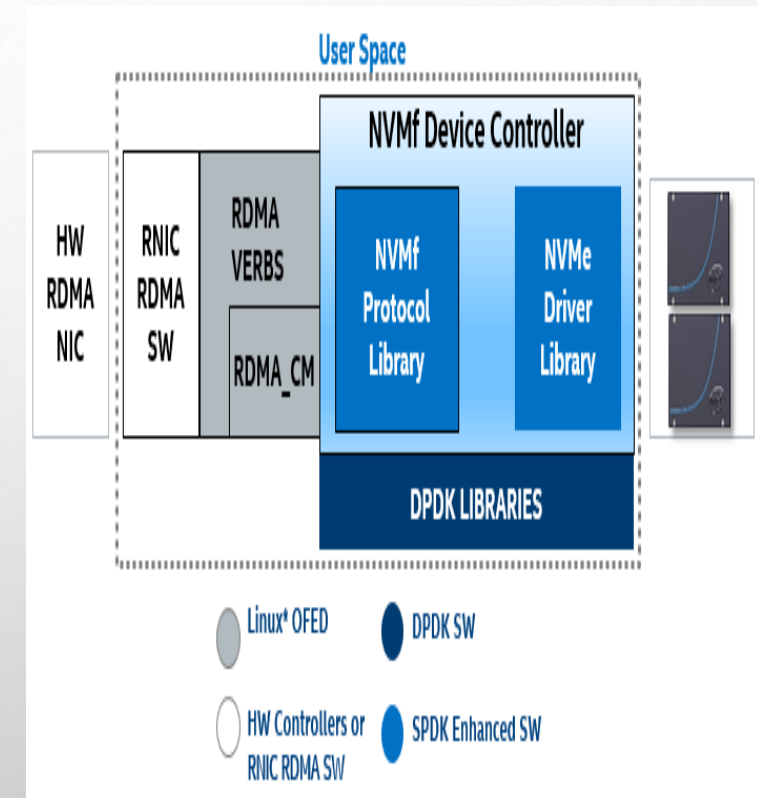 User Space
NVMf Device Controller
HW
RDMA
NIC
RNIC
RDMA
SW
RDMA
VERBS
RDMA_CM
NVMf
Protocol
Library
NVMe
Driver
Library
DPDK LIBRARIES
Linux* OFED
DPDK SW
HW Controllers or
RNIC RDMA SW
SPDK Enhanced SW